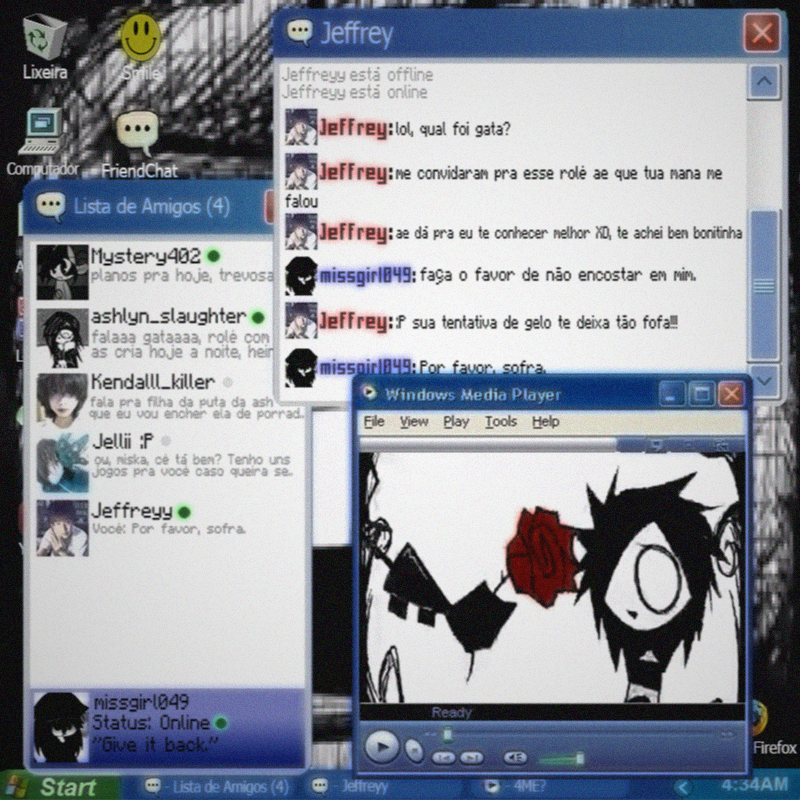 Lixeira
Smile
Computador
FriendChat
Jeffrey
Jeffreyy está offline
Jeffreyy está online
Jeffrey: lol, qual foi gata?
Jeffrey: me convidaram pra esse rolé ae que tua mana me
falou
Jeffrey: ae dá pra eu te conhecer melhor XD, te achei bem bonitinha
missgirl049: faça o favor de não encostar em mim.
Jeffrey: :P sua tentativa de gelo te deixa tão fofa!!!
missgirl049: Por favor, sofra.
Lista de Amigos (4)
Mystery402
planos pra hoje, trevosa
ashlyn_slaughter
falaaa gataaaa, rolé com
as cria hoje a noite, hein
Kendalll_killer
fala pra filha da puta da ash
que eu vou encher ela de porrad..
Jellii :P
ou, miska, cê tá bem? Tenho uns
jogos pra você caso queira se..
Jeffreyy
Você: Por favor, sofra.
missgirl049
Status: Online
"Give it back."
Windows Media Player
File View Play Tools Help
Ready
Firefox
Start
- Lista de Amigos (4)
- Jeffreyy
- 4ME?
4:34AM